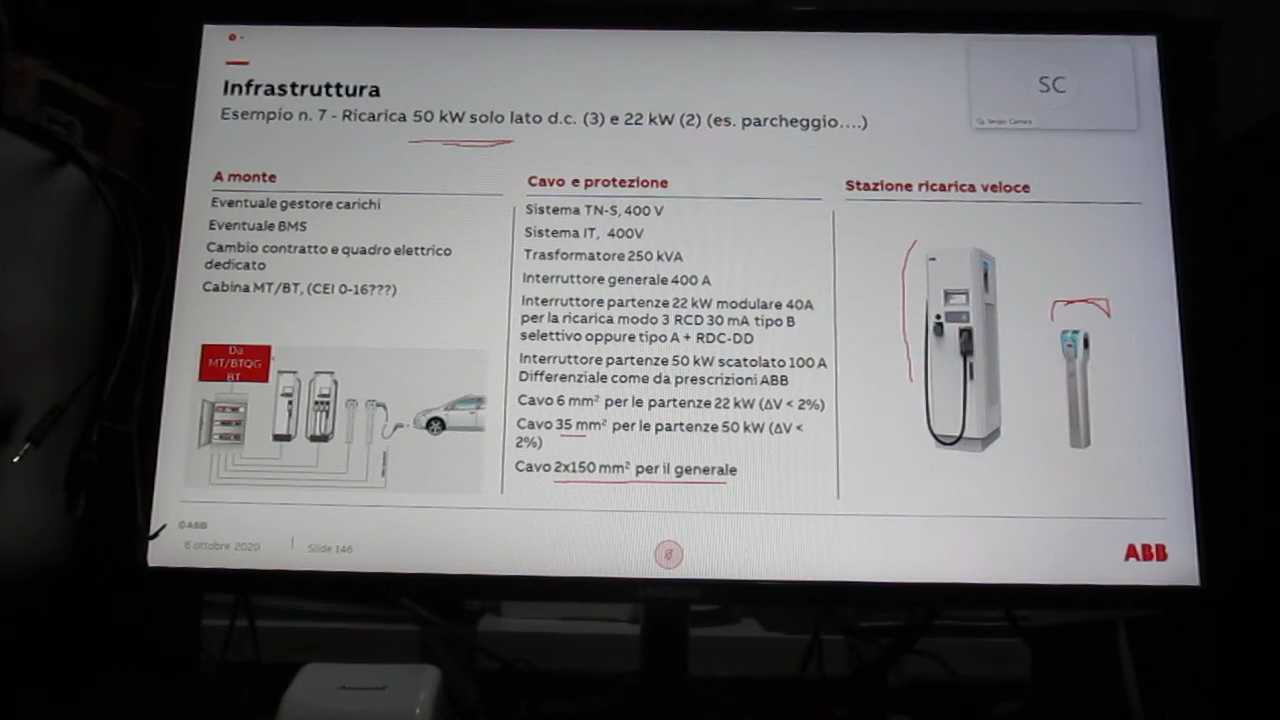 Infrastruttura
Esempio n. 7 - Ricarica 50 kW solo lato d.c. (3) e 22 kW (2) (es. parcheggio....)
SC
A monte
Eventuale gestore carichi
Eventuale BMS
Cambio contratto e quadro elettrico
dedicato
Cabina MT/BT, (CEI 0-16???)
Da
MT/BTQG
BT
Cavo e protezione
Sistema TN-S, 400 V
Sistema IT, 400V
Trasformatore 250 kVA
Interruttore generale 400 A
Interruttore partenze 22 kW modulare 40A
per la ricarica modo 3 RCD 30 mA tipo B
selettivo oppure tipo A + RDC-DD
Interruttore partenze 50 kW scatolato 100 A
Differenziale come da prescrizioni ABB
Cavo 6 mm² per le partenze 22 kW (ΔV < 2%)
Cavo 35 mm² per le partenze 50 kW (ΔV <
2%)
Cavo 2x150 mm² per il generale
Stazione ricarica veloce
©ABB
6 ottobre 2020
Slide 146
ABB